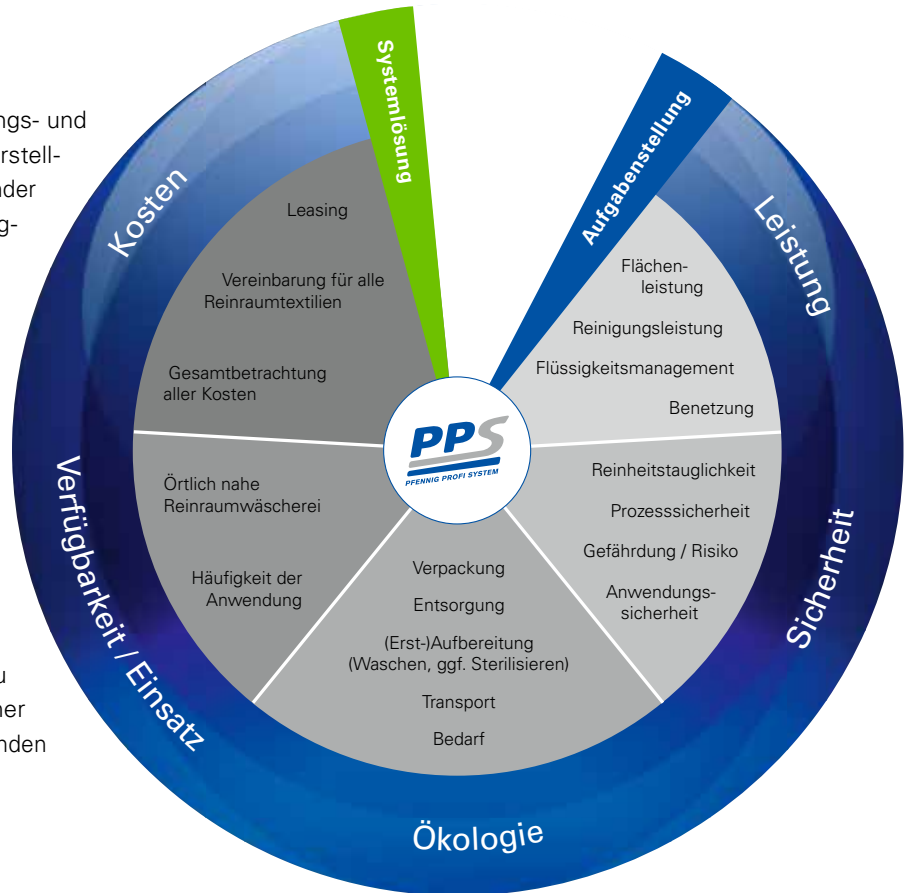 ngs- und
rstell-
nder
g-
u
ner
nden
Systemlösung
Aufgabenstellung
Leistung
Flächen-
leistung
Reinigungsleistung
Flüssigkeitsmanagement
Benetzung
Sicherheit
Reinheitstauglichkeit
Prozesssicherheit
Gefährdung / Risiko
Anwendungs-
sicherheit
Ökologie
Verpackung
Entsorgung
(Erst-)Aufbereitung
(Waschen, ggf. Sterilisieren)
Transport
Bedarf
Verfügbarkeit / Einsatz
Örtlich nahe
Reinraumwäscherei
Häufigkeit der
Anwendung
Kosten
Leasing
Vereinbarung für alle
Reinraumtextilien
Gesamtbetrachtung
aller Kosten
PPS
PFENNIG PROFI SYSTEM